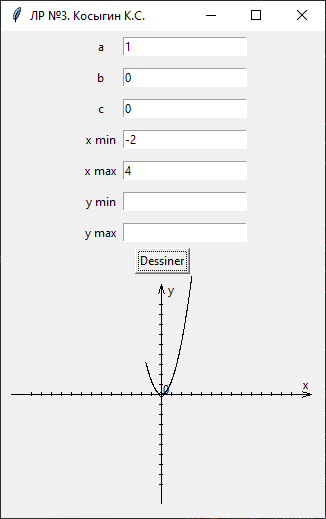 ЛР №3. Косыгин К.С.
a 1
b 0
c 0
x min -2
x max 4
y min
y max
Dessiner
y
x
0